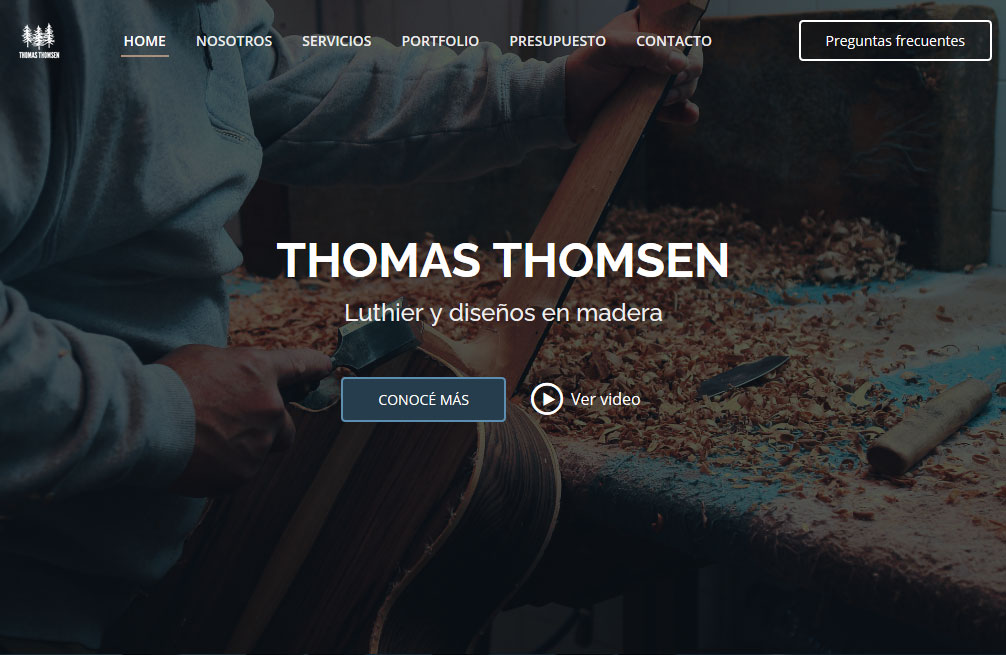 THOMAS THOMSEN
HOME NOSOTROS SERVICIOS PORTFOLIO PRESUPUESTO CONTACTO Preguntas frecuentes
THOMAS THOMSEN
Luthier y diseños en madera
CONOCÉ MÁS Ver video